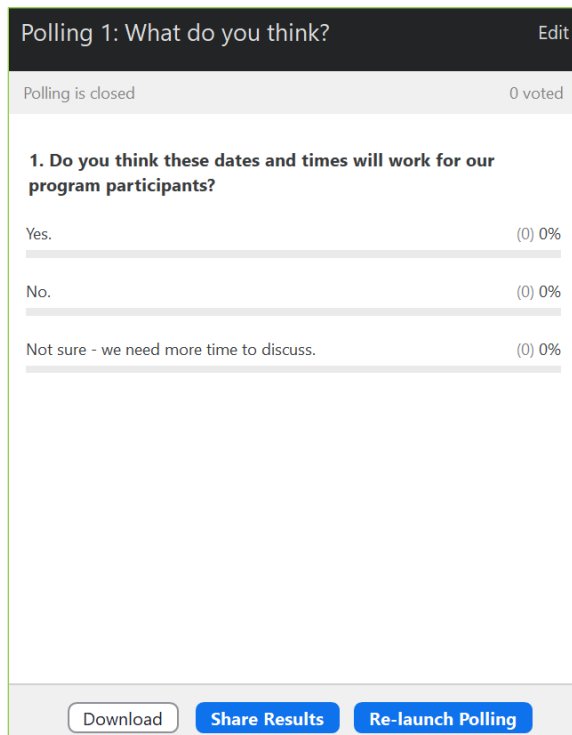 Polling 1: What do you think? Edit
Polling is closed 0 voted
1. Do you think these dates and times will work for our
program participants?
Yes. (0) 0%
No. (0) 0%
Not sure - we need more time to discuss. (0) 0%
Download Share Results Re-launch Polling